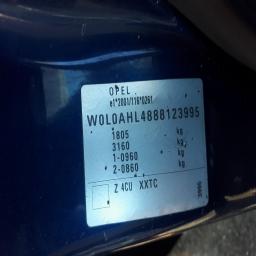 OPEL
e1*2001/116*0261
W0L0AHL4888123995
1805 kg
3160 kg
1-0960 kg
2-0860 kg
Z 4CU XXTC